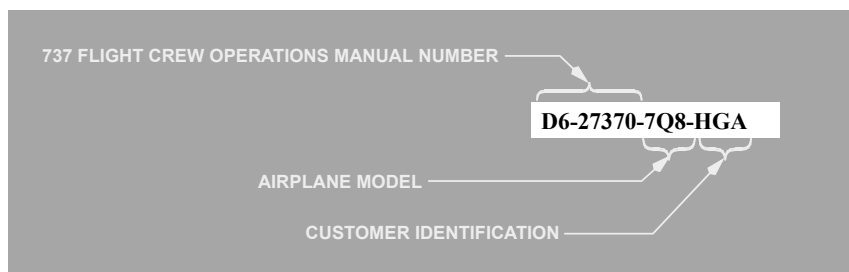 737 FLIGHT CREW OPERATIONS MANUAL NUMBER
D6-27370-7Q8-HGA
AIRPLANE MODEL
CUSTOMER IDENTIFICATION